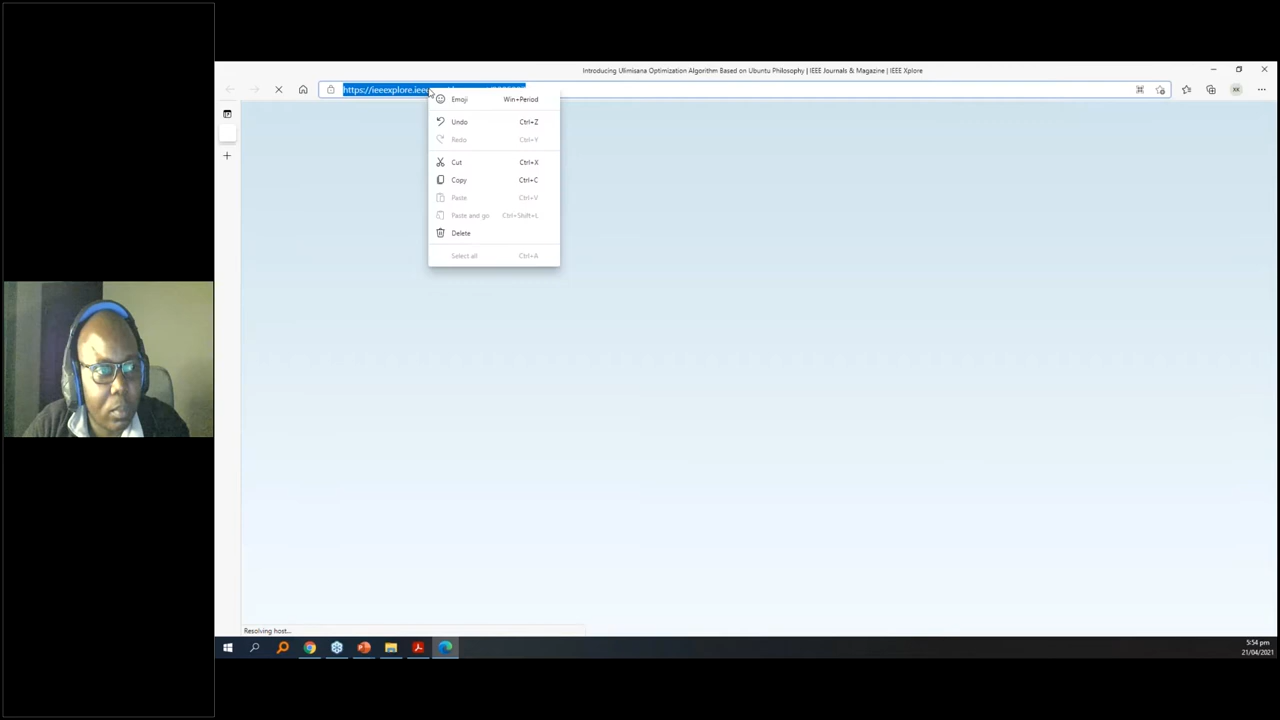 Introducing Ulimisana Optimization Algorithm Based on Ubuntu Philosophy | IEEE Journals & Magazine | IEEE Xplore
https://ieeexplore.ieee
XK
Emoji Win+Period
Undo Ctrl+Z
Redo Ctrl+Y
Cut Ctrl+X
Copy Ctrl+C
Paste Ctrl+V
Paste and go Ctrl+Shift+L
Delete
Select all Ctrl+A
Resolving host...
5:54 pm
21/04/2021